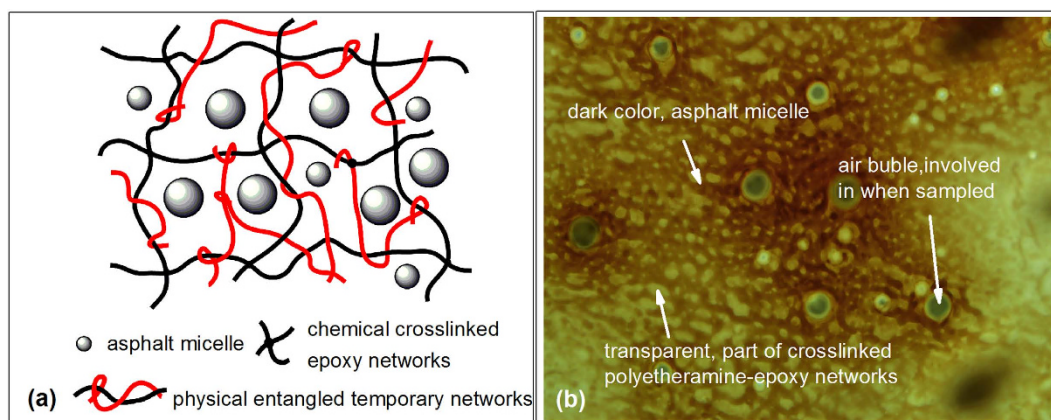 asphalt micelle
chemical crosslinked
epoxy networks
(a)
physical entangled temporary networks
dark color, asphalt micelle
air buble,involved
in when sampled
transparent, part of crosslinked
polyetheramine-epoxy networks
(b)